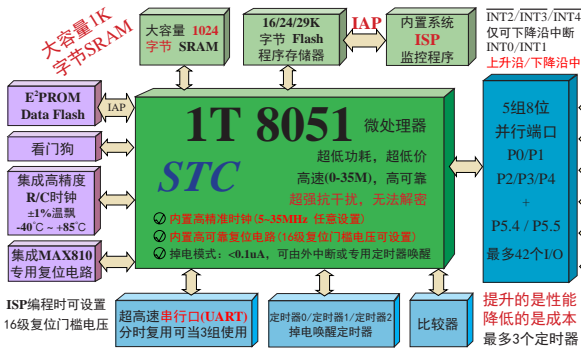 大容量1K
字节SRAM
大容量 1024
字节 SRAM
16/24/29K
字节 Flash
程序存储器
IAP
内置系统
ISP
监控程序
INT2/INT3/INT4
仅可下降沿中断
INT0/INT1
上升沿/下降沿中
E²PROM
Data Flash
IAP
看门狗
集成高精度
R/C时钟
±1%温飘
-40℃～+85℃
集成MAX810
专用复位电路
1T 8051 微处理器
STC
超低功耗，超低价
高速(0-35M)，高可靠
超强抗干扰，无法解密
内置高精准时钟(5~35MHz 任意设置)
内置高可靠复位电路(16级复位门槛电压可设置)
掉电模式：<0.1uA，可由外中断或专用定时器唤醒
5组8位
并行端口
P0/P1
P2/P3/P4
+
P5.4 / P5.5
最多42个I/O
ISP编程时可设置
16级复位门槛电压
超高速串行口(UART)
分时复用可当3组使用
定时器0/定时器1/定时器2
掉电唤醒定时器
比较器
提升的是性能
降低的是成本
最多3个定时器